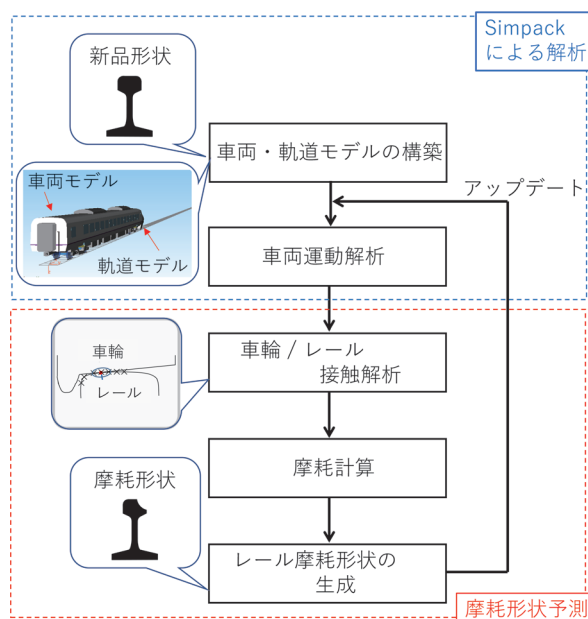 Simpack
による解析
新品形状
車両・軌道モデルの構築
車両モデル
軌道モデル
アップデート
車両運動解析
車輪 / レール
接触解析
車輪
レール
摩耗計算
摩耗形状
レール摩耗形状の
生成
摩耗形状予測